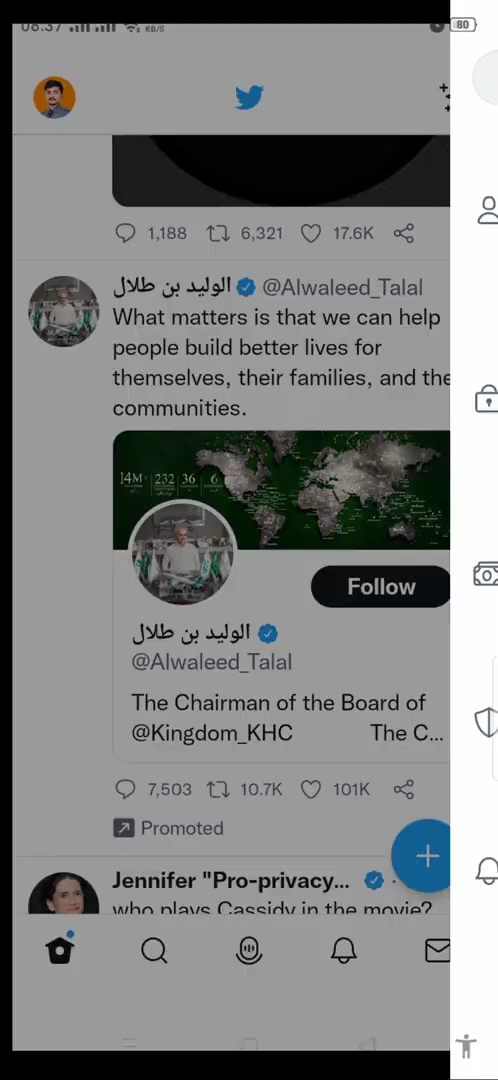 08:37
KB/S
80
1,188 6,321 17.6K
الوليد بن طلال @Alwaleed_Talal
What matters is that we can help
people build better lives for
themselves, their families, and the
communities.
14M+ 232 36 6
Follow
الوليد بن طلال
@Alwaleed_Talal
The Chairman of the Board of
@Kingdom_KHC The C...
7,503 10.7K 101K
Promoted
Jennifer "Pro-privacy... ·
who plays Cassidy in the movie?